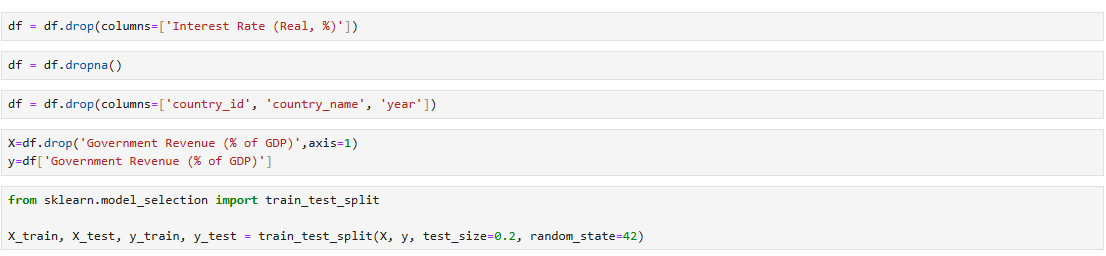 df = df.drop(columns=['Interest Rate (Real, %)'])
df = df.dropna()
df = df.drop(columns=['country_id', 'country_name', 'year'])
X=df.drop('Government Revenue (% of GDP)',axis=1)
y=df['Government Revenue (% of GDP)']
from sklearn.model_selection import train_test_split
X_train, X_test, y_train, y_test = train_test_split(X, y, test_size=0.2, random_state=42)